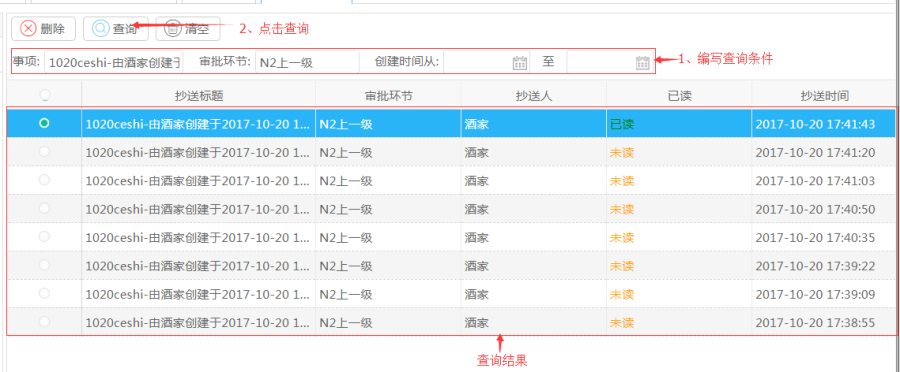 删除 查询 清空 2、点击查询
事项: 1020ceshi-由酒家创建于 审批环节: N2上一级 创建时间从: 至 1、编写查询条件
抄送标题 审批环节 抄送人 已读 抄送时间
1020ceshi-由酒家创建于2017-10-20 1... N2上一级 酒家 已读 2017-10-20 17:41:43
1020ceshi-由酒家创建于2017-10-20 1... N2上一级 酒家 未读 2017-10-20 17:41:20
1020ceshi-由酒家创建于2017-10-20 1... N2上一级 酒家 未读 2017-10-20 17:41:03
1020ceshi-由酒家创建于2017-10-20 1... N2上一级 酒家 未读 2017-10-20 17:40:50
1020ceshi-由酒家创建于2017-10-20 1... N2上一级 酒家 未读 2017-10-20 17:40:35
1020ceshi-由酒家创建于2017-10-20 1... N2上一级 酒家 未读 2017-10-20 17:39:22
1020ceshi-由酒家创建于2017-10-20 1... N2上一级 酒家 未读 2017-10-20 17:39:09
1020ceshi-由酒家创建于2017-10-20 1... N2上一级 酒家 未读 2017-10-20 17:38:55
查询结果